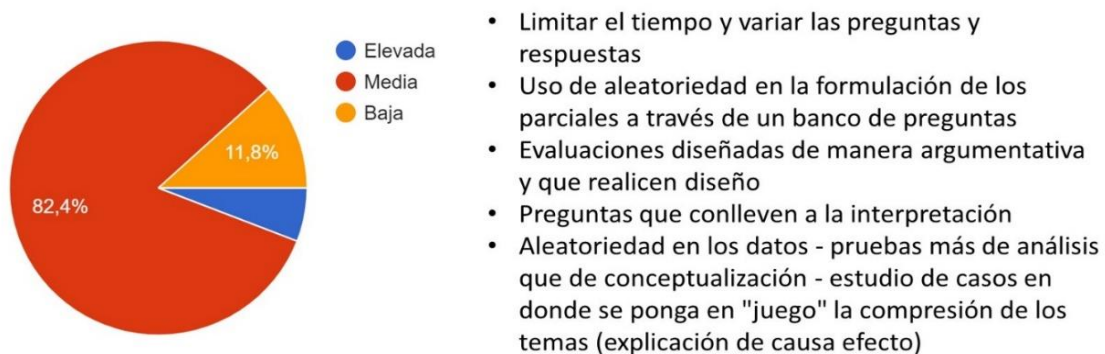 Elevada
Media
Baja
11,8%
82,4%
• Limitar el tiempo y variar las preguntas y
respuestas
• Uso de aleatoriedad en la formulación de los
parciales a través de un banco de preguntas
• Evaluaciones diseñadas de manera argumentativa
y que realicen diseño
• Preguntas que conlleven a la interpretación
• Aleatoriedad en los datos - pruebas más de análisis
que de conceptualización - estudio de casos en
donde se ponga en "juego" la compresión de los
temas (explicación de causa efecto)